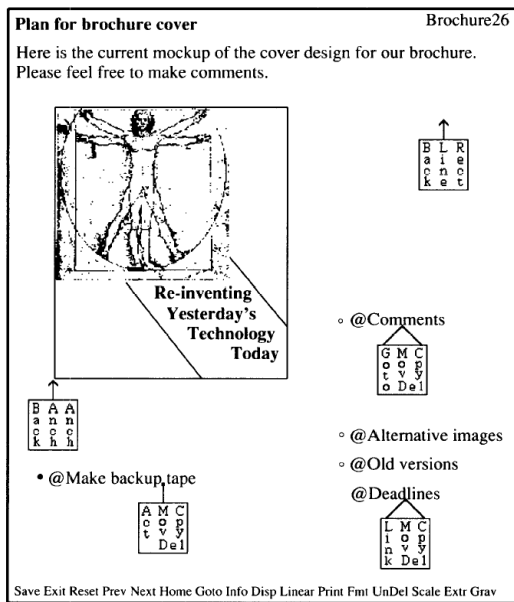 Plan for brochure cover
Brochure26
Here is the current mockup of the cover design for our brochure.
Please feel free to make comments.
Back Line Rect
Re-inventing
Yesterday's
Technology
Today
@Comments
Goto Mov Cpy Del
Back Anch Anch
@Alternative images
@Old versions
@Make backup tape
Act Mov Cpy Del
@Deadlines
Link Mov Cpy Del
Save Exit Reset Prev Next Home Goto Info Disp Linear Print Fmt UnDel Scale Extr Grav